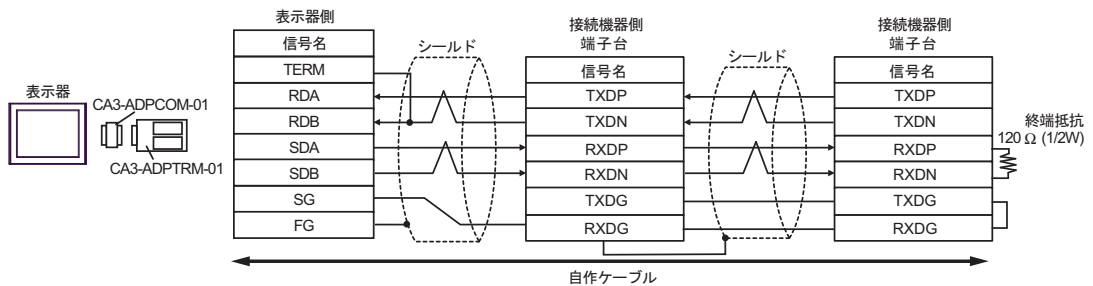 表示器
CA3-ADPCOM-01
CA3-ADPTRM-01
表示器側
信号名
TERM
RDA
RDB
SDA
SDB
SG
FG
シールド
接続機器側
端子台
信号名
TXDP
TXDN
RXDP
RXDN
TXDG
RXDG
シールド
接続機器側
端子台
信号名
TXDP
TXDN
RXDP
RXDN
TXDG
RXDG
終端抵抗
120 Ω (1/2W)
自作ケーブル